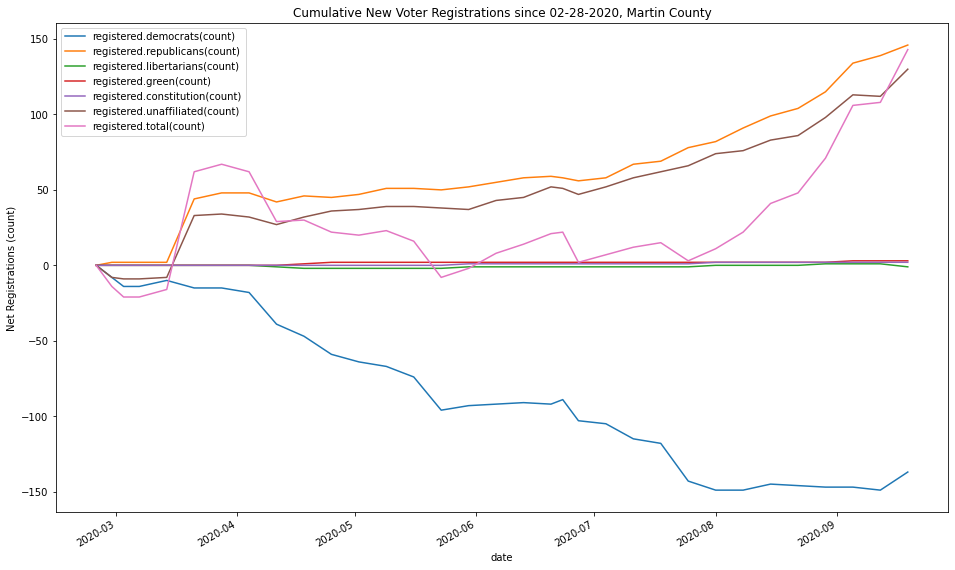 Cumulative New Voter Registrations since 02-28-2020, Martin County
registered.democrats(count)
registered.republicans(count)
registered.libertarians(count)
registered.green(count)
registered.constitution(count)
registered.unaffiliated(count)
registered.total(count)
Net Registrations (count)
150
100
50
0
−50
−100
−150
2020-03
2020-04
2020-05
2020-06
2020-07
2020-08
2020-09
date